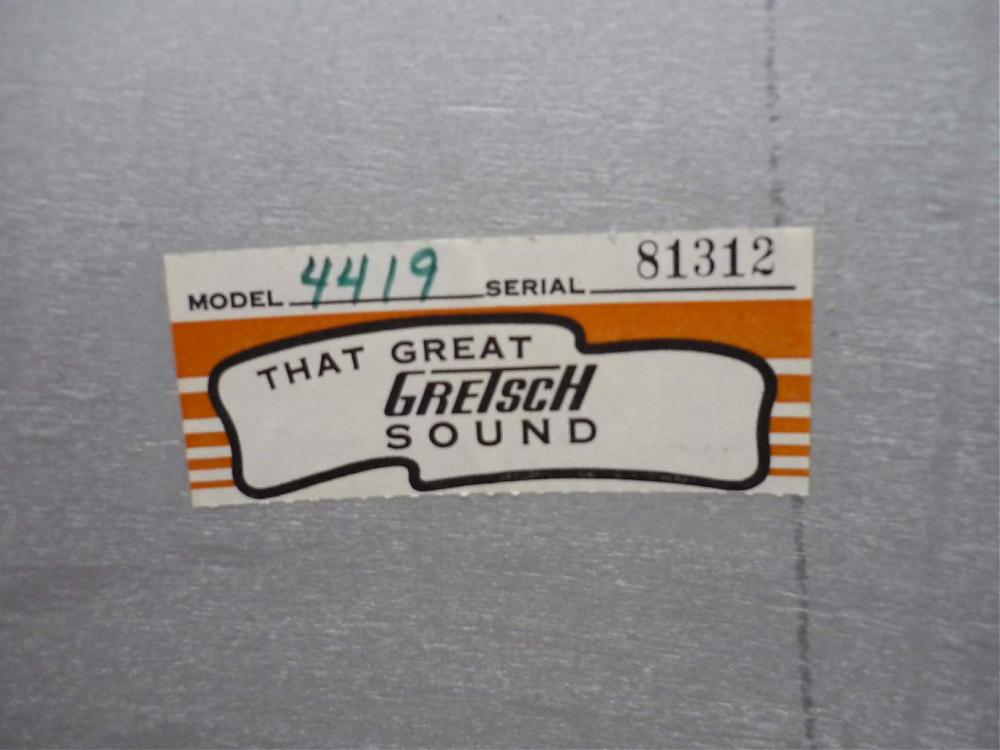 MODEL 4419 SERIAL 81312
THAT GREAT
GRETSCH
SOUND